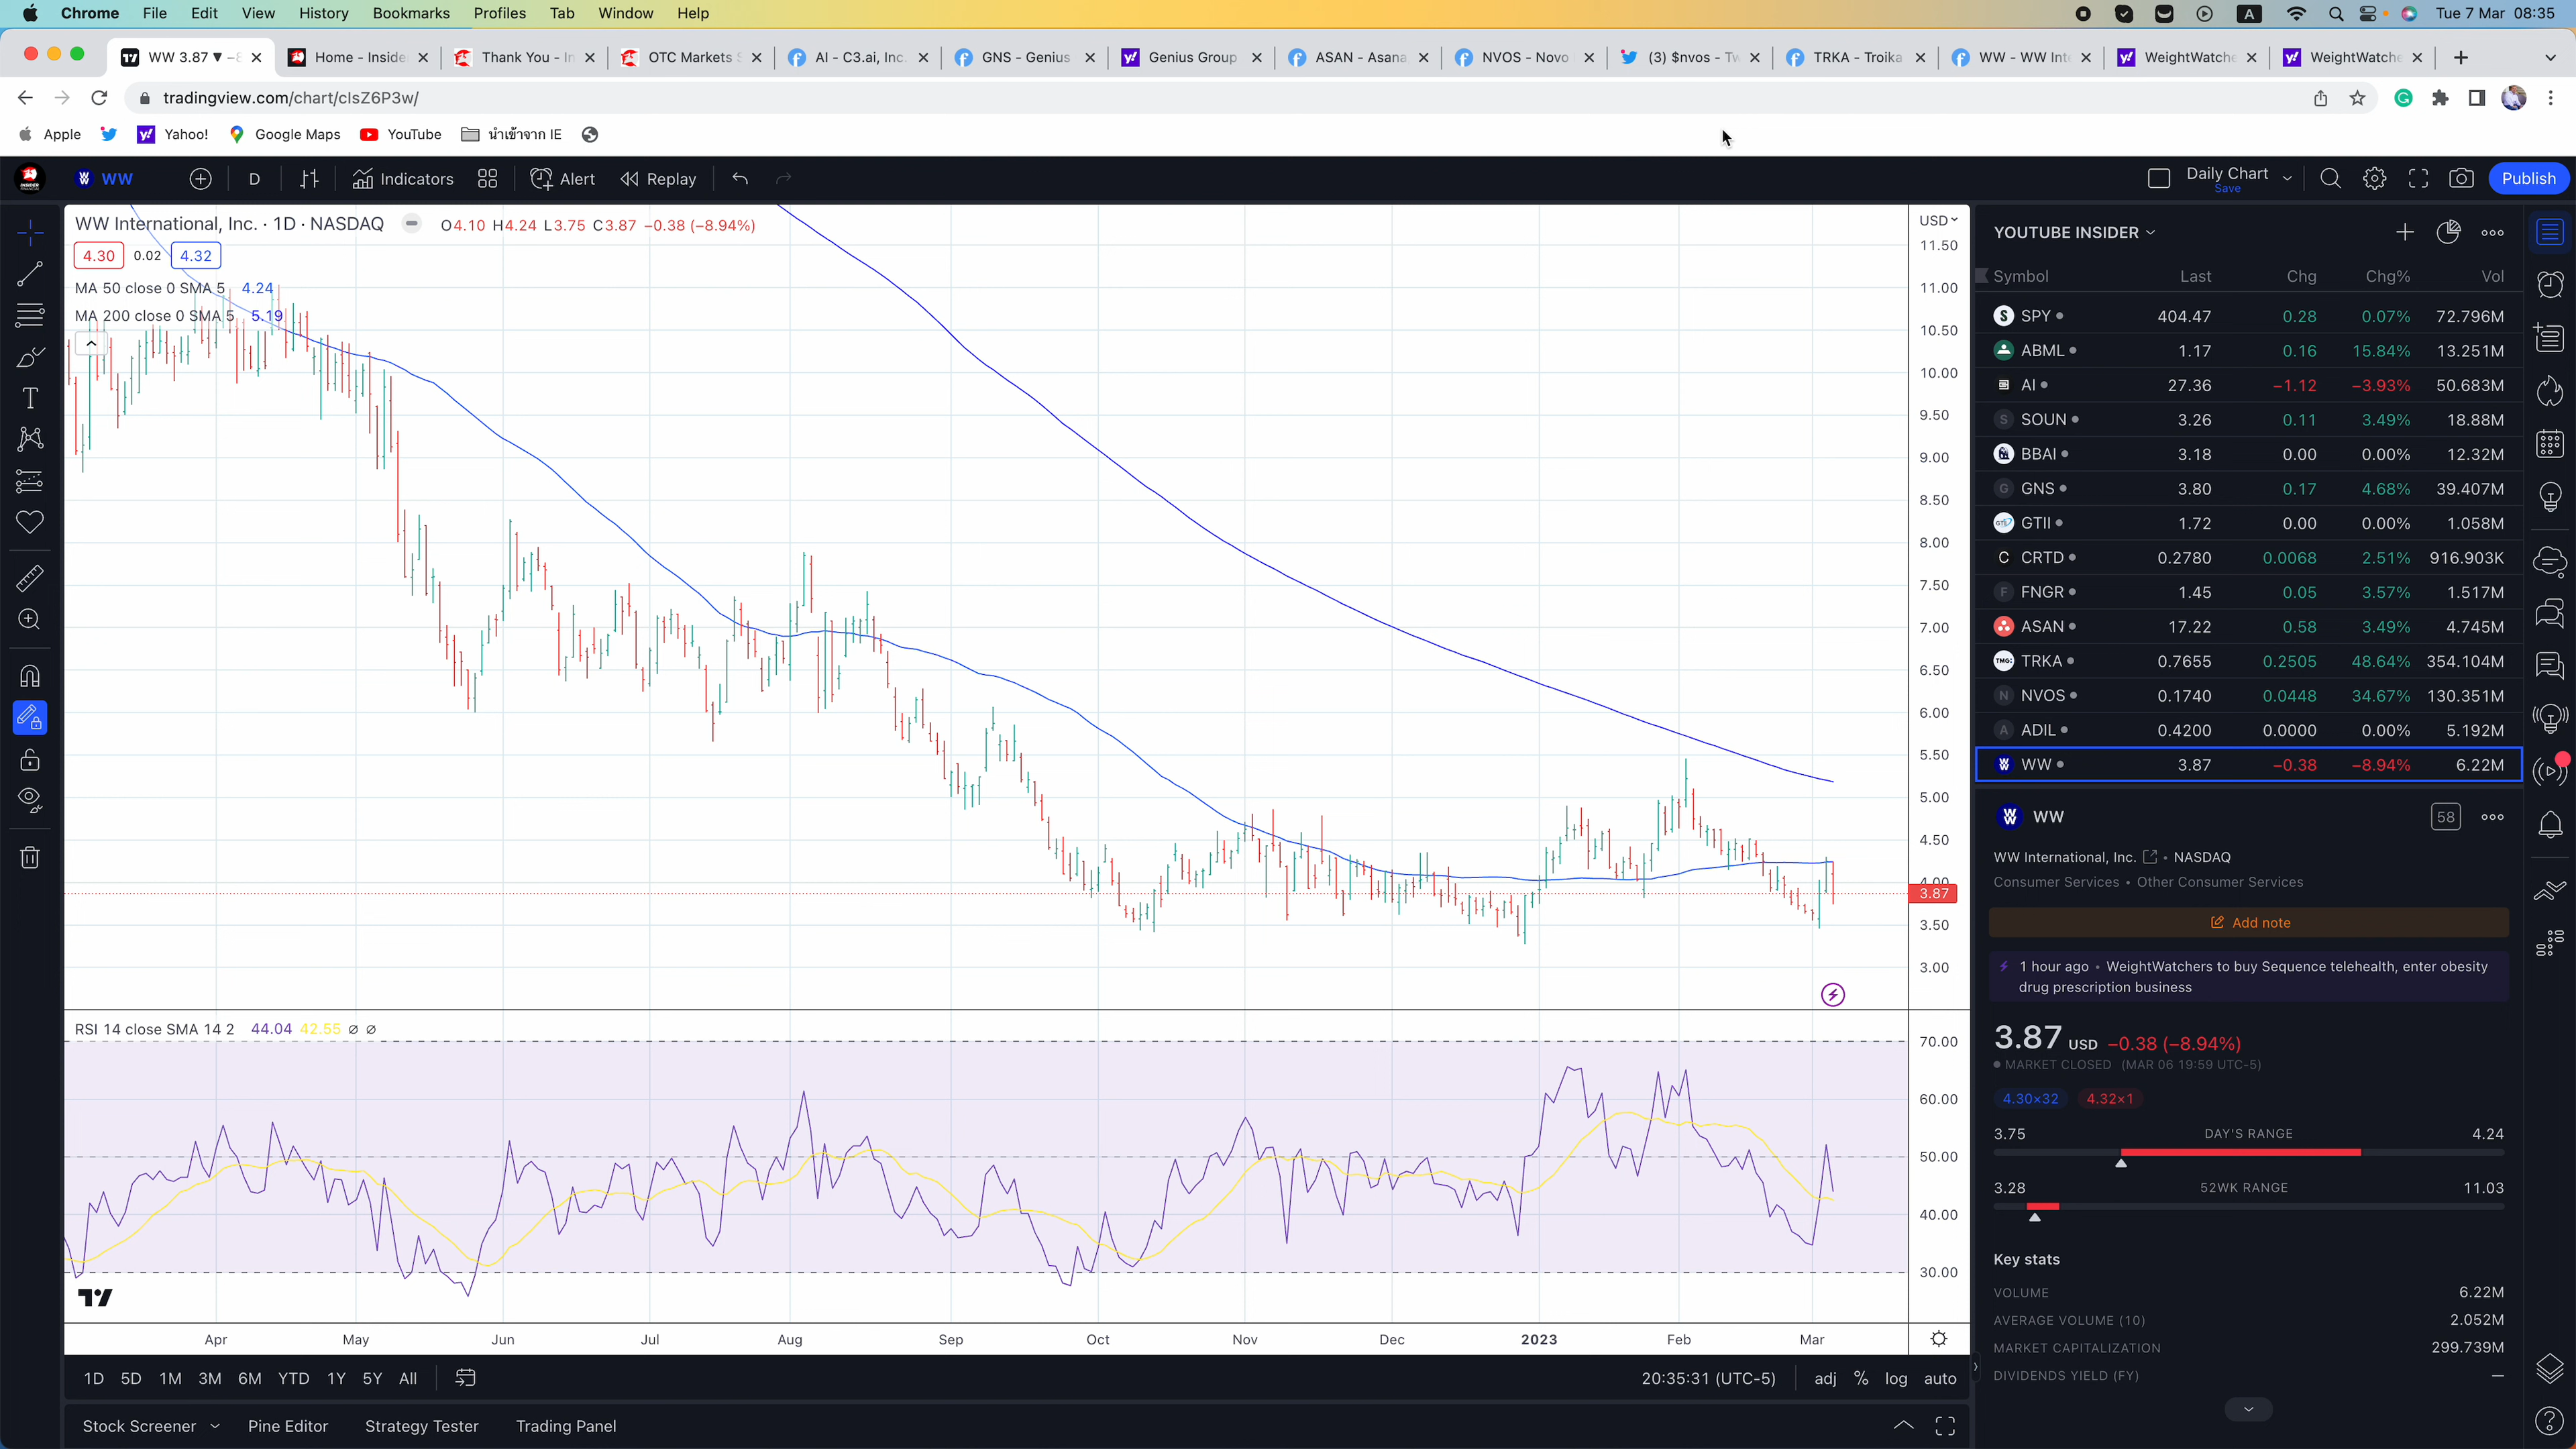 Chrome File Edit View History Bookmarks Profiles Tab Window Help
A Tue 7 Mar 08:35
WW 3.87 ▼ −8
Home - Inside
Thank You - In
OTC Markets S
AI - C3.ai, Inc.
GNS - Genius
Genius Group
ASAN - Asana,
NVOS - Novo
(3) $nvos - Tw
TRKA - Troika
WW - WW Inte
WeightWatche
WeightWatche
tradingview.com/chart/clsZ6P3w/
Apple Yahoo! Google Maps YouTube นำเข้าจาก IE
WW D Indicators Alert Replay
Daily Chart
Save
Publish
WW International, Inc. · 1D · NASDAQ O4.10 H4.24 L3.75 C3.87 −0.38 (−8.94%)
4.30 0.02 4.32
MA 50 close 0 SMA 5 4.24
MA 200 close 0 SMA 5 5.19
USD
11.50
11.00
10.50
10.00
9.50
9.00
8.50
8.00
7.50
7.00
6.50
6.00
5.50
5.00
4.50
4.00
3.87
3.50
3.00
RSI 14 close SMA 14 2 44.04 42.55 ∅ ∅
70.00
60.00
50.00
40.00
30.00
Apr May Jun Jul Aug Sep Oct Nov Dec 2023 Feb Mar
1D 5D 1M 3M 6M YTD 1Y 5Y All
20:35:31 (UTC-5) adj % log auto
Stock Screener Pine Editor Strategy Tester Trading Panel
YOUTUBE INSIDER
Symbol Last Chg Chg% Vol
SPY 404.47 0.28 0.07% 72.796M
ABML 1.17 0.16 15.84% 13.251M
AI 27.36 −1.12 −3.93% 50.683M
S SOUN 3.26 0.11 3.49% 18.88M
BBAI 3.18 0.00 0.00% 12.32M
G GNS 3.80 0.17 4.68% 39.407M
GTII 1.72 0.00 0.00% 1.058M
C CRTD 0.2780 0.0068 2.51% 916.903K
F FNGR 1.45 0.05 3.57% 1.517M
ASAN 17.22 0.58 3.49% 4.745M
TRKA 0.7655 0.2505 48.64% 354.104M
N NVOS 0.1740 0.0448 34.67% 130.351M
A ADIL 0.4200 0.0000 0.00% 5.192M
WW 3.87 −0.38 −8.94% 6.22M
WW 58
WW International, Inc. • NASDAQ
Consumer Services • Other Consumer Services
Add note
1 hour ago • WeightWatchers to buy Sequence telehealth, enter obesity
drug prescription business
3.87 USD −0.38 (−8.94%)
MARKET CLOSED (MAR 06 19:59 UTC-5)
4.30×32 4.32×1
3.75 DAY'S RANGE 4.24
3.28 52WK RANGE 11.03
Key stats
VOLUME 6.22M
AVERAGE VOLUME (10) 2.052M
MARKET CAPITALIZATION 299.739M
DIVIDENDS YIELD (FY) —